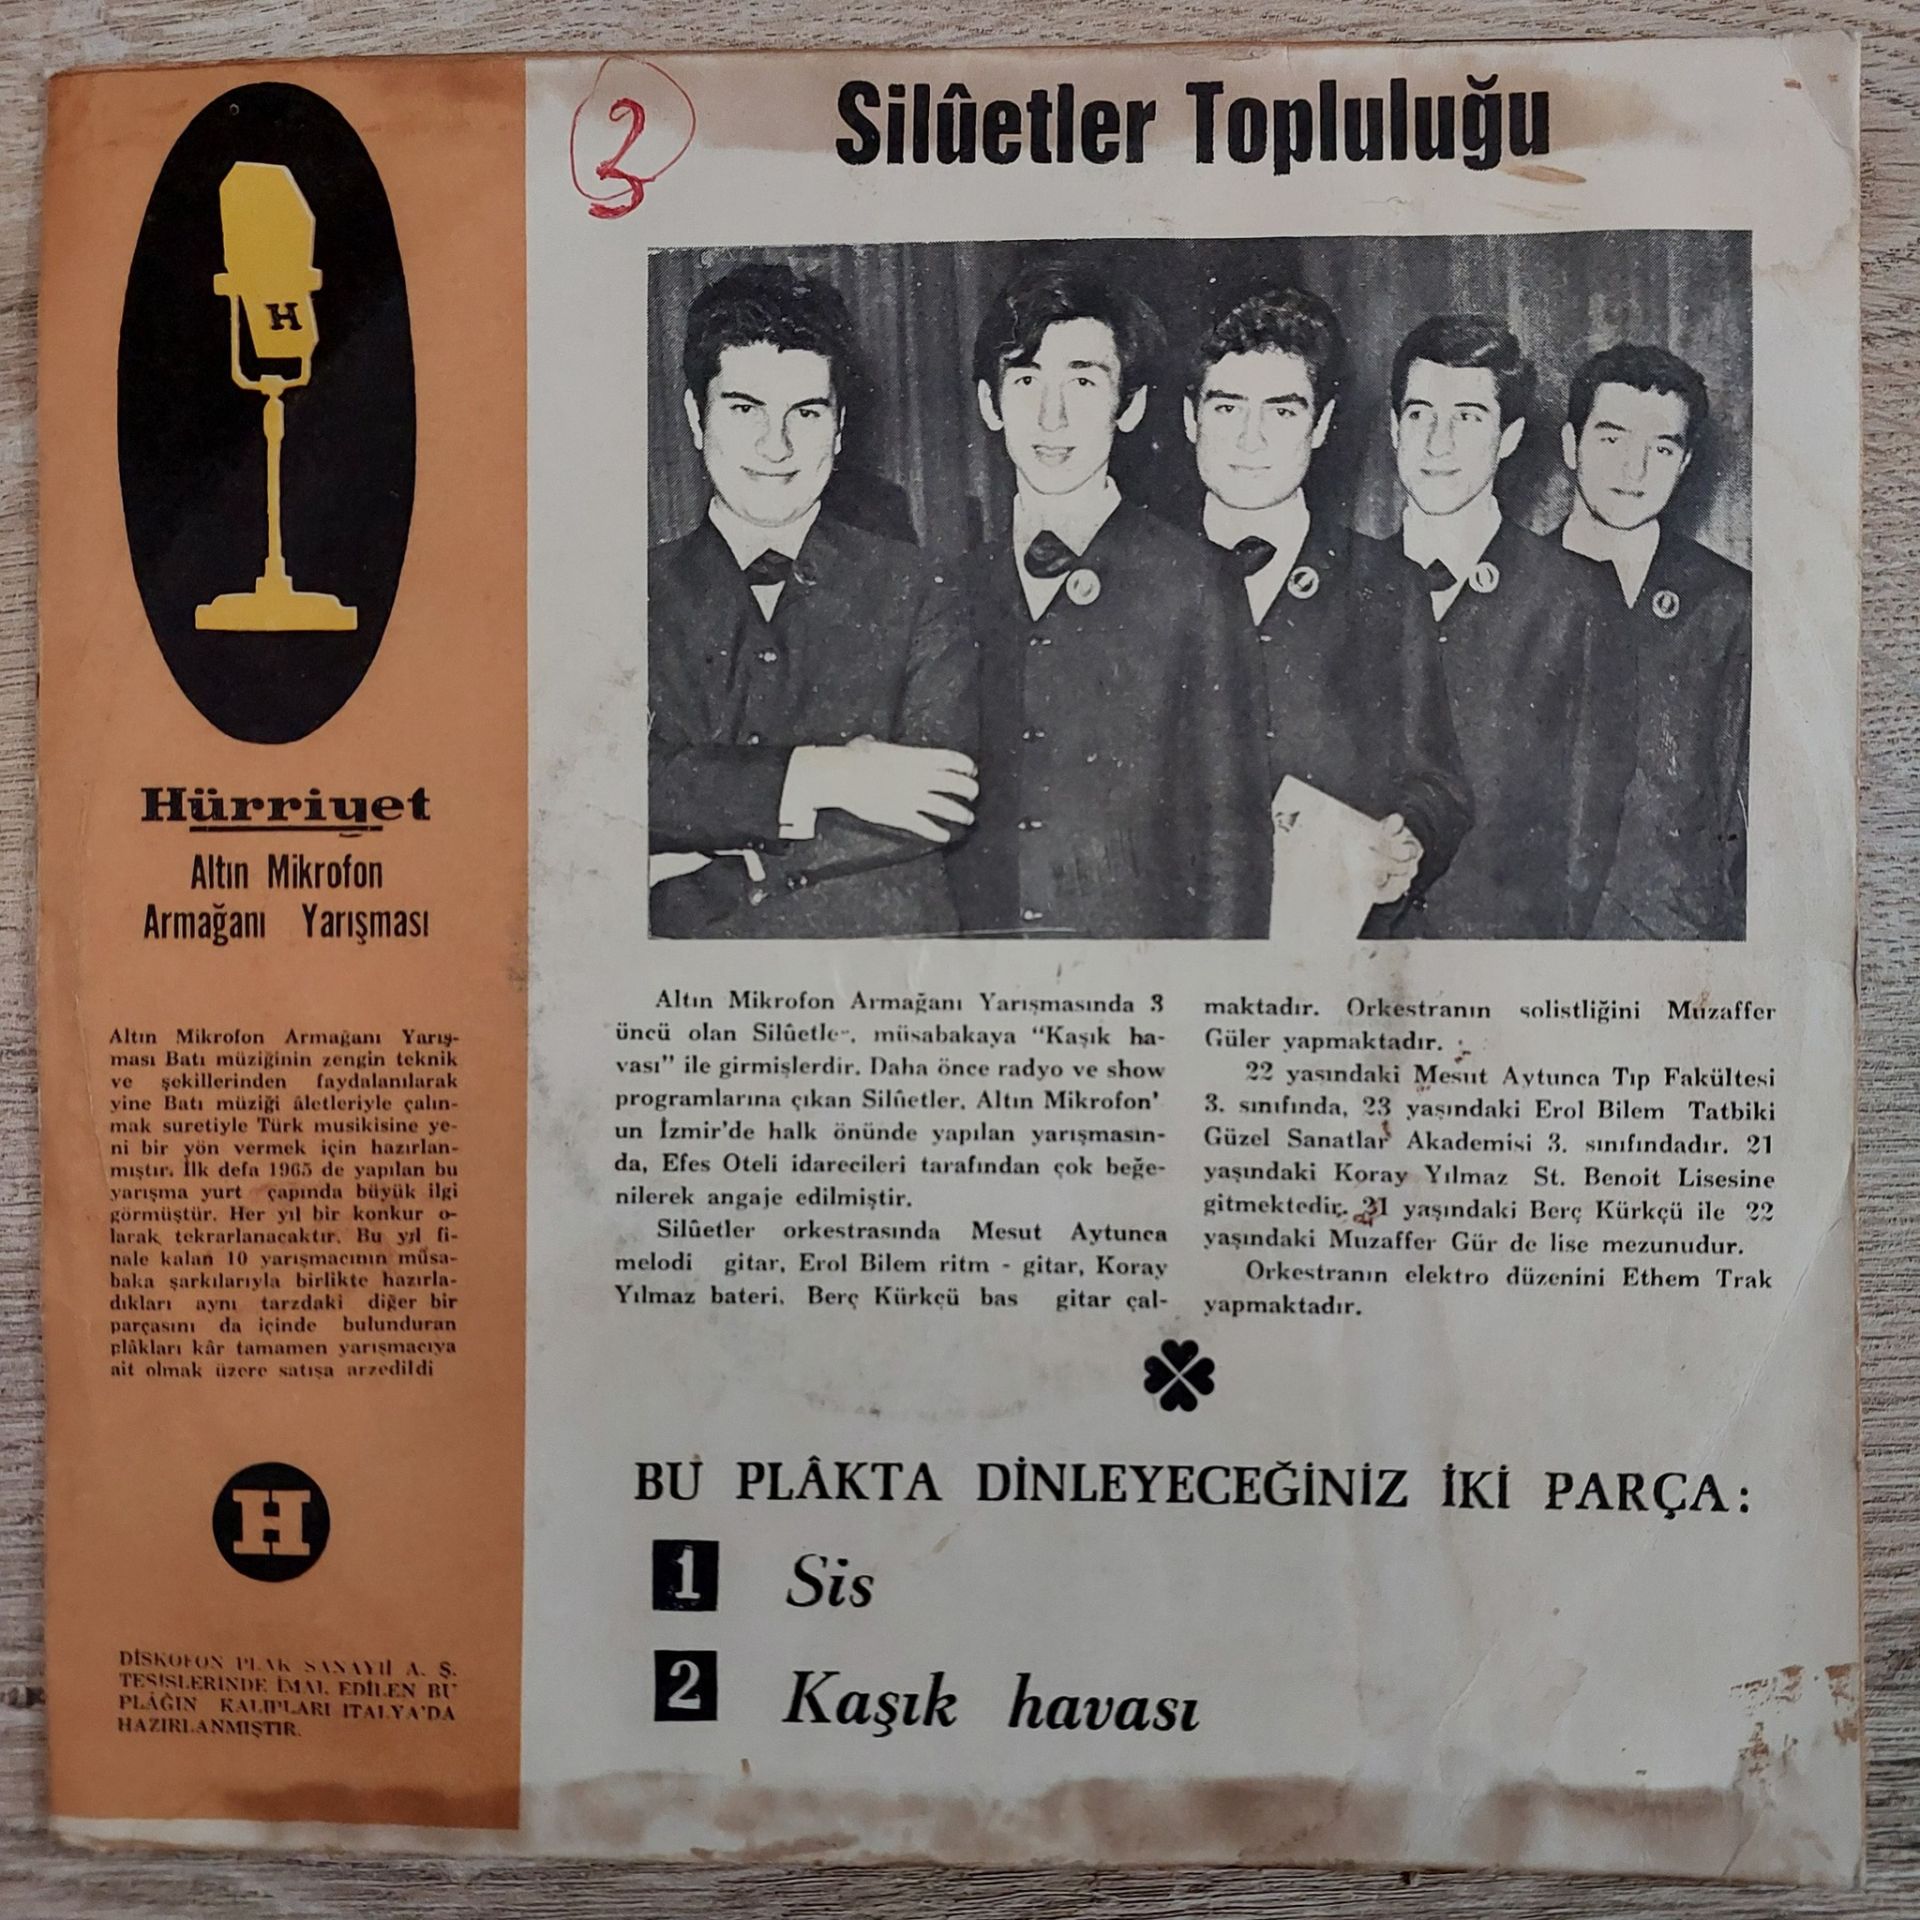 3
Silûetler Topluluğu
H
Hürriyet
Altın Mikrofon
Armağanı Yarışması
Altın Mikrofon Armağanı Yarış-
ması Batı müziğinin zengin teknik
ve şekillerinden faydalanılarak
yine Batı müziği âletleriyle çalın-
mak suretiyle Türk musikisine ye-
ni bir yön vermek için hazırlan-
mıştır. İlk defa 1965 de yapılan bu
yarışma yurt çapında büyük ilgi
görmüştür. Her yıl bir konkur o-
larak tekrarlanacaktır. Bu yıl fi-
nale kalan 10 yarışmacının müsa-
baka şarkılarıyla birlikte hazırla-
dıkları aynı tarzdaki diğer bir
parçasını da içinde bulunduran
plâkları kâr tamamen yarışmacıya
ait olmak üzere satışa arzedildi
H
DİSKOFON PLAK SANAYİİ A. Ş.
TESİSLERİNDE İMAL EDİLEN BU
PLÂĞIN KALIPLARI ITALYA'DA
HAZIRLANMIŞTIR.
Altın Mikrofon Armağanı Yarışmasında 3
üncü olan Silûetler, müsabakaya "Kaşık ha-
vası" ile girmişlerdir. Daha önce radyo ve show
programlarına çıkan Silûetler, Altın Mikrofon'
un İzmir'de halk önünde yapılan yarışmasın-
da, Efes Oteli idarecileri tarafından çok beğe-
nilerek angaje edilmiştir.
Silûetler orkestrasında Mesut Aytunca
melodi gitar, Erol Bilem ritm - gitar, Koray
Yılmaz bateri, Berç Kürkçü bas gitar çal-
maktadır. Orkestranın solistliğini Muzaffer
Güler yapmaktadır.
22 yasındaki Mesut Aytunca Tıp Fakültesi
3. sınıfında, 23 yaşındaki Erol Bilem Tatbiki
Güzel Sanatlar Akademisi 3. sınıfındadır. 21
yaşındaki Koray Yılmaz St. Benoit Lisesine
gitmektedir. 21 yaşındaki Berç Kürkçü ile 22
yaşındaki Muzaffer Gür de lise mezunudur.
Orkestranın elektro düzenini Ethem Trak
yapmaktadır.
BU PLÂKTA DİNLEYECEĞİNİZ İKİ PARÇA:
1 Sis
2 Kaşık havası